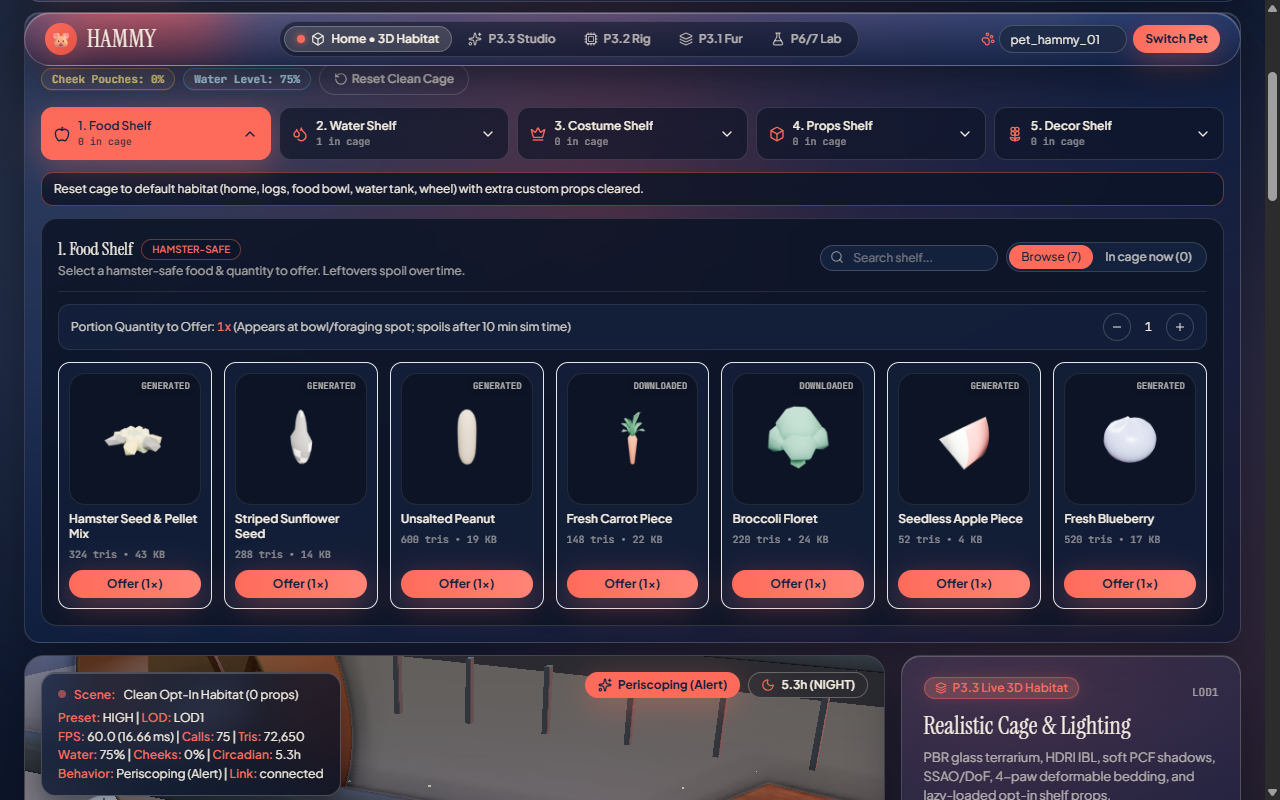 HAMMY
Home • 3D Habitat
P3.3 Studio
P3.2 Rig
P3.1 Fur
P6/7 Lab
pet_hammy_01
Switch Pet
Cheek Pouches: 0%
Water Level: 75%
Reset Clean Cage
1. Food Shelf
0 in cage
2. Water Shelf
1 in cage
3. Costume Shelf
0 in cage
4. Props Shelf
0 in cage
5. Decor Shelf
0 in cage
Reset cage to default habitat (home, logs, food bowl, water tank, wheel) with extra custom props cleared.
1. Food Shelf
HAMSTER-SAFE
Select a hamster-safe food & quantity to offer. Leftovers spoil over time.
Search shelf...
Browse (7)
In cage now (0)
Portion Quantity to Offer: 1x (Appears at bowl/foraging spot; spoils after 10 min sim time)
− 1 +
GENERATED
Hamster Seed & Pellet
Mix
324 tris • 43 KB
Offer (1×)
GENERATED
Striped Sunflower
Seed
288 tris • 14 KB
Offer (1×)
GENERATED
Unsalted Peanut
600 tris • 19 KB
Offer (1×)
DOWNLOADED
Fresh Carrot Piece
148 tris • 22 KB
Offer (1×)
DOWNLOADED
Broccoli Floret
220 tris • 24 KB
Offer (1×)
GENERATED
Seedless Apple Piece
52 tris • 4 KB
Offer (1×)
GENERATED
Fresh Blueberry
520 tris • 17 KB
Offer (1×)
Scene: Clean Opt-In Habitat (0 props)
Preset: HIGH | LOD: LOD1
FPS: 60.0 (16.66 ms) | Calls: 75 | Tris: 72,650
Water: 75% | Cheeks: 0% | Circadian: 5.3h
Behavior: Periscoping (Alert) | Link: connected
Periscoping (Alert)
5.3h (NIGHT)
P3.3 Live 3D Habitat
LOD1
Realistic Cage & Lighting
PBR glass terrarium, HDRI IBL, soft PCF shadows,
SSAO/DoF, 4-paw deformable bedding, and
lazy-loaded opt-in shelf props.